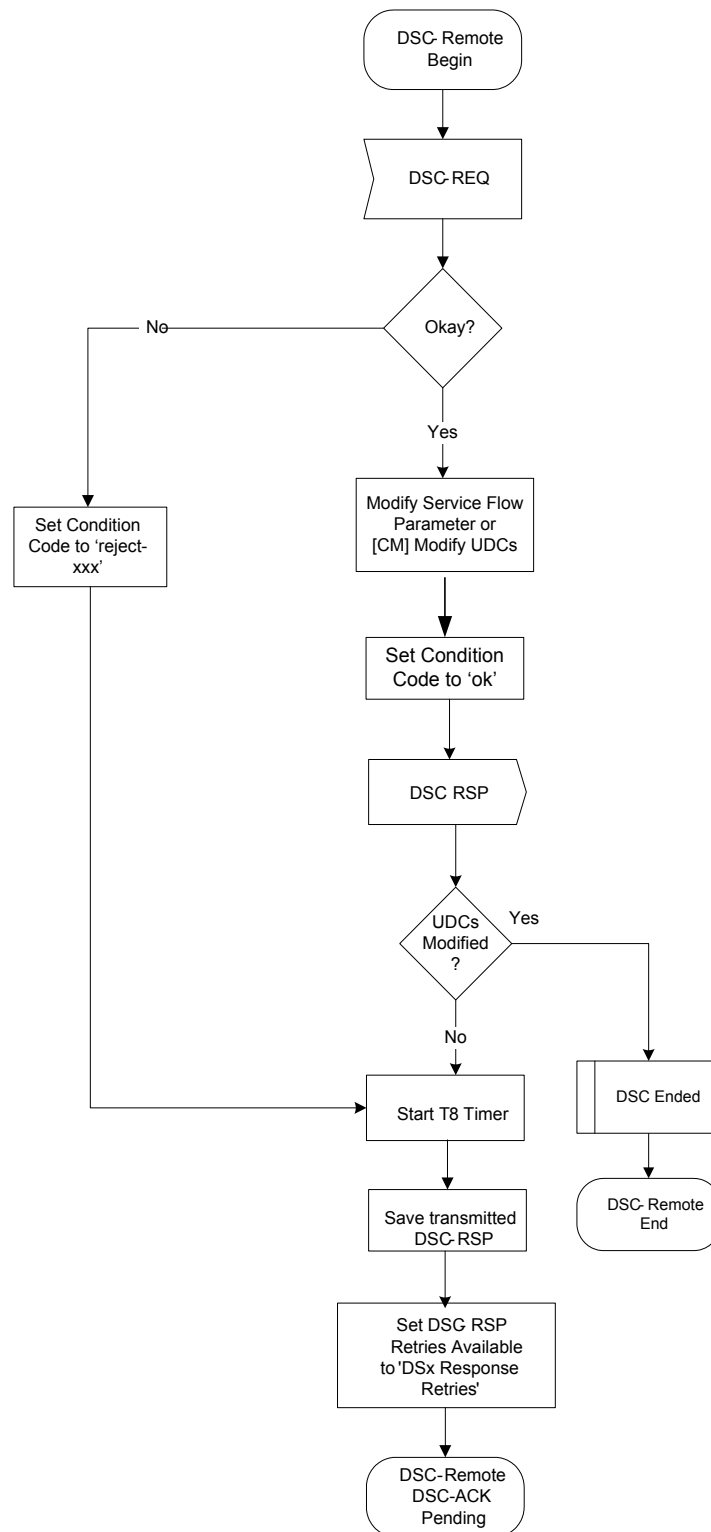 DSC- Remote
Begin
DSC-REQ
Okay?
No
Yes
Modify Service Flow
Parameter or
[CM] Modify UDCs
Set Condition
Code to ‘reject-
xxx’
Set Condition
Code to ‘ok’
DSC RSP
UDCs
Modified
?
Yes
No
DSC Ended
Start T8 Timer
DSC- Remote
End
Save transmitted
DSC-RSP
Set DSC RSP
Retries Available
to 'DSx Response
Retries'
DSC-Remote
DSC-ACK
Pending